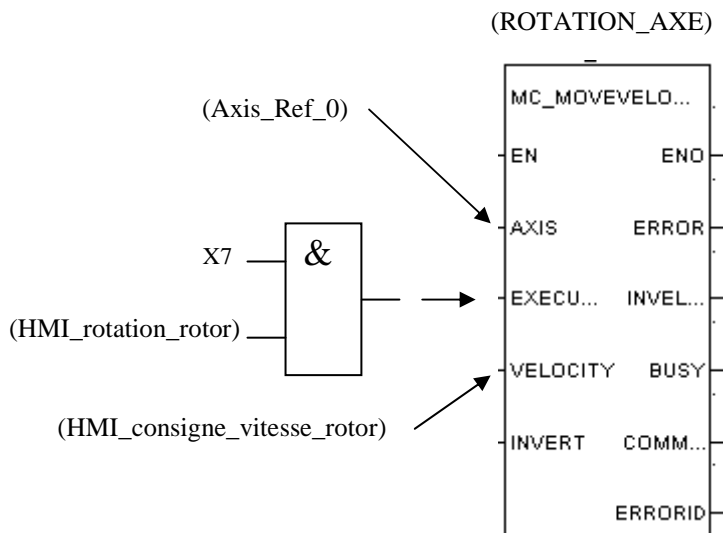 (ROTATION_AXE)
MC_MOVEVELO...
(Axis_Ref_0)
EN ENO
AXIS ERROR
X7 &
EXECU... INVEL...
(HMI_rotation_rotor)
VELOCITY BUSY
(HMI_consigne_vitesse_rotor)
INVERT COMM...
ERRORID